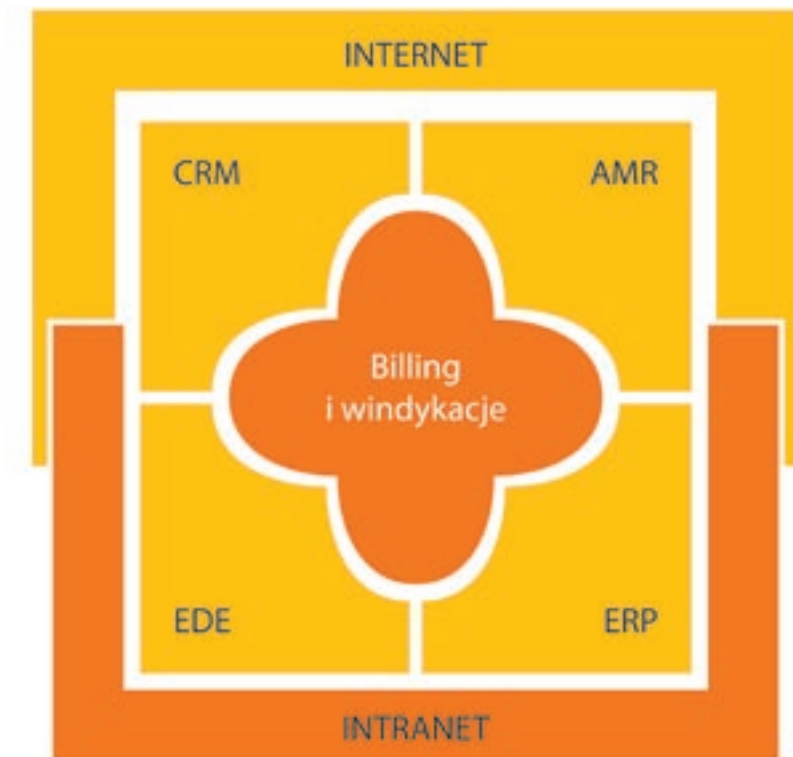 INTERNET
CRM
AMR
Billing
i windykacje
EDE
ERP
INTRANET